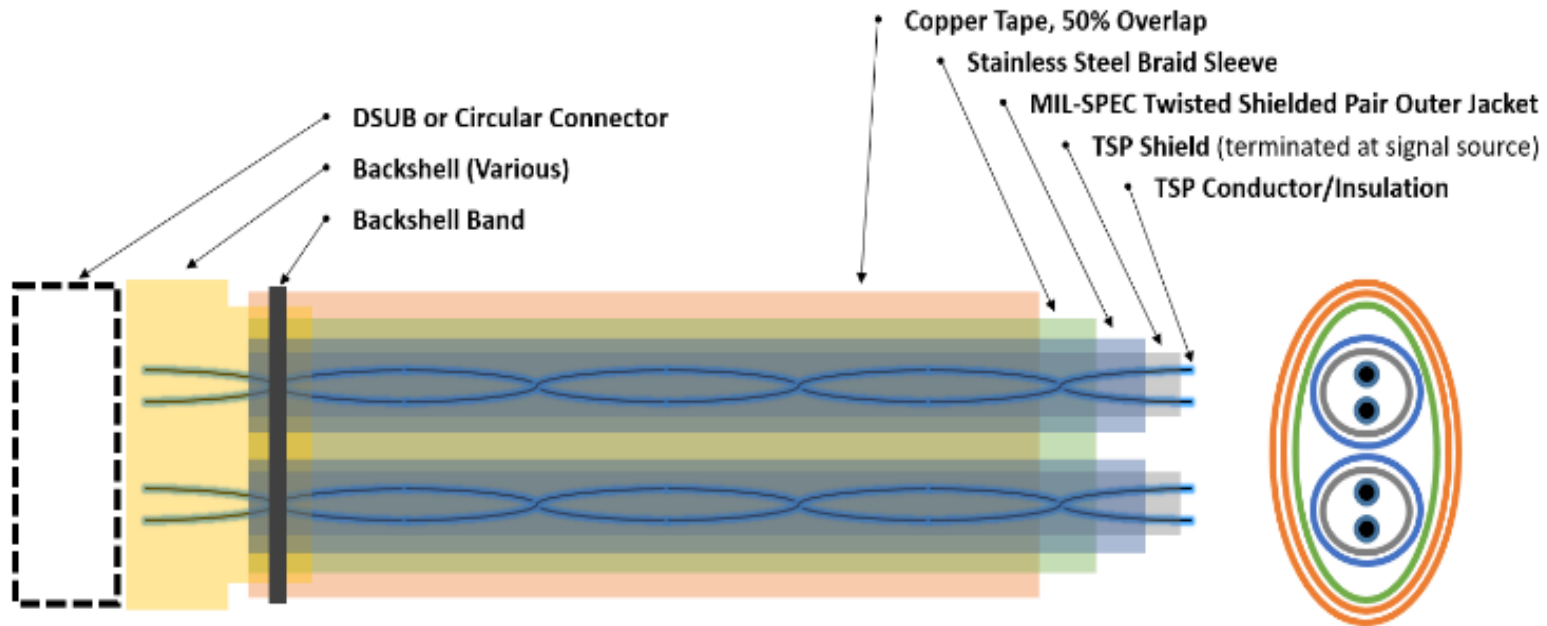 Copper Tape, 50% Overlap
Stainless Steel Braid Sleeve
MIL-SPEC Twisted Shielded Pair Outer Jacket
TSP Shield (terminated at signal source)
TSP Conductor/Insulation
DSUB or Circular Connector
Backshell (Various)
Backshell Band